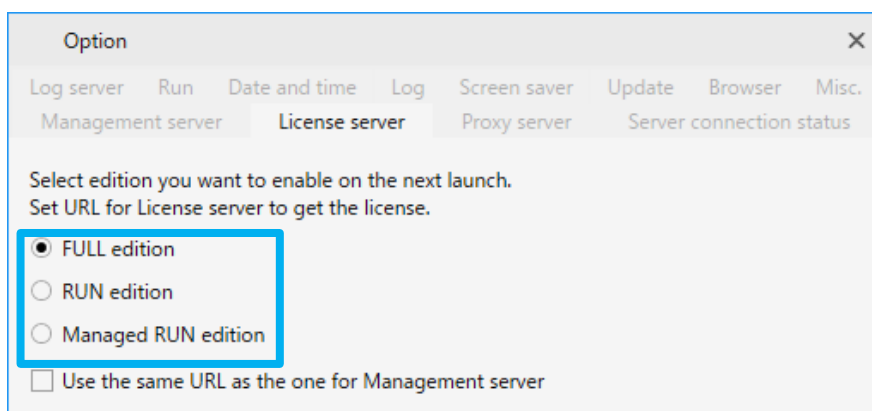 Option
Log server Run Date and time Log Screen saver Update Browser Misc.
Management server License server Proxy server Server connection status
Select edition you want to enable on the next launch.
Set URL for License server to get the license.
FULL edition
RUN edition
Managed RUN edition
Use the same URL as the one for Management server